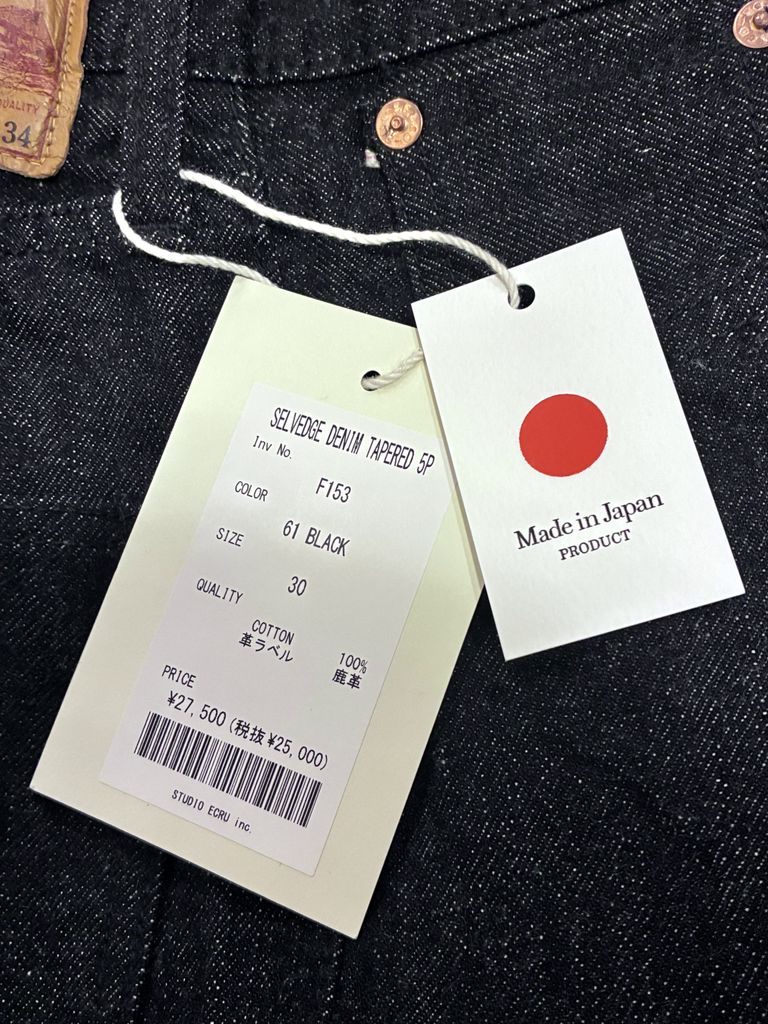 QUALITY
34
SELVEDGE DENIM TAPERED 5P
Inv No.
F153
COLOR
61 BLACK
SIZE
30
QUALITY
COTTON 100%
革ラベル 鹿革
PRICE
¥27,500(税抜¥25,000)
STUDIO ECRU inc.
Made in Japan
PRODUCT